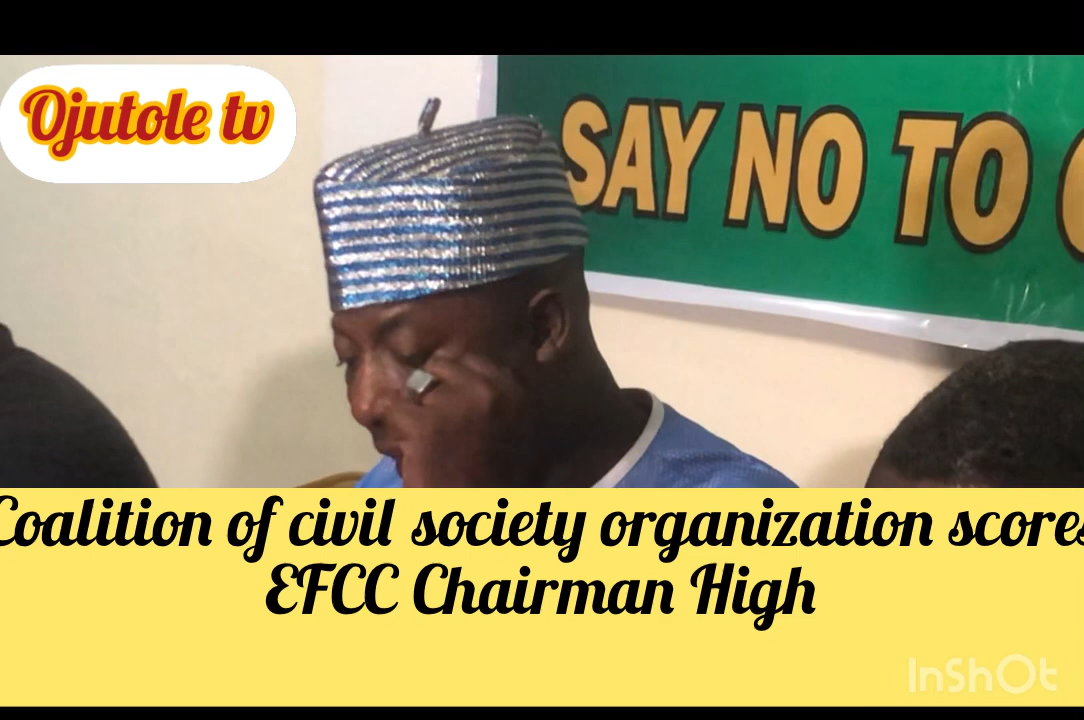 Ojutole tv
SAY NO TO
Coalition of civil society organization scores
EFCC Chairman High
InShOt